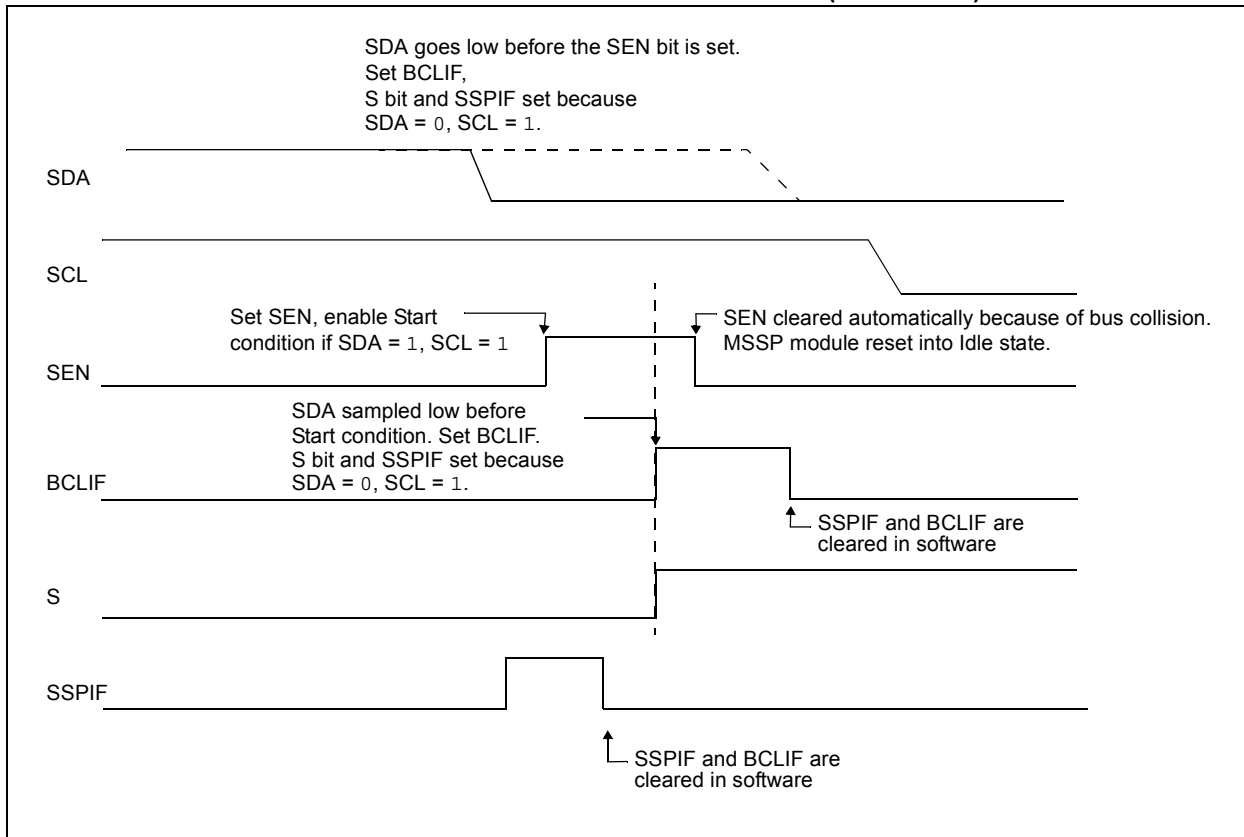 SDA goes low before the SEN bit is set.
Set BCLIF,
S bit and SSPIF set because
SDA = 0, SCL = 1.
SDA
SCL
Set SEN, enable Start
condition if SDA = 1, SCL = 1
SEN cleared automatically because of bus collision.
MSSP module reset into Idle state.
SEN
SDA sampled low before
Start condition. Set BCLIF.
S bit and SSPIF set because
SDA = 0, SCL = 1.
BCLIF
SSPIF and BCLIF are
cleared in software
S
SSPIF
SSPIF and BCLIF are
cleared in software